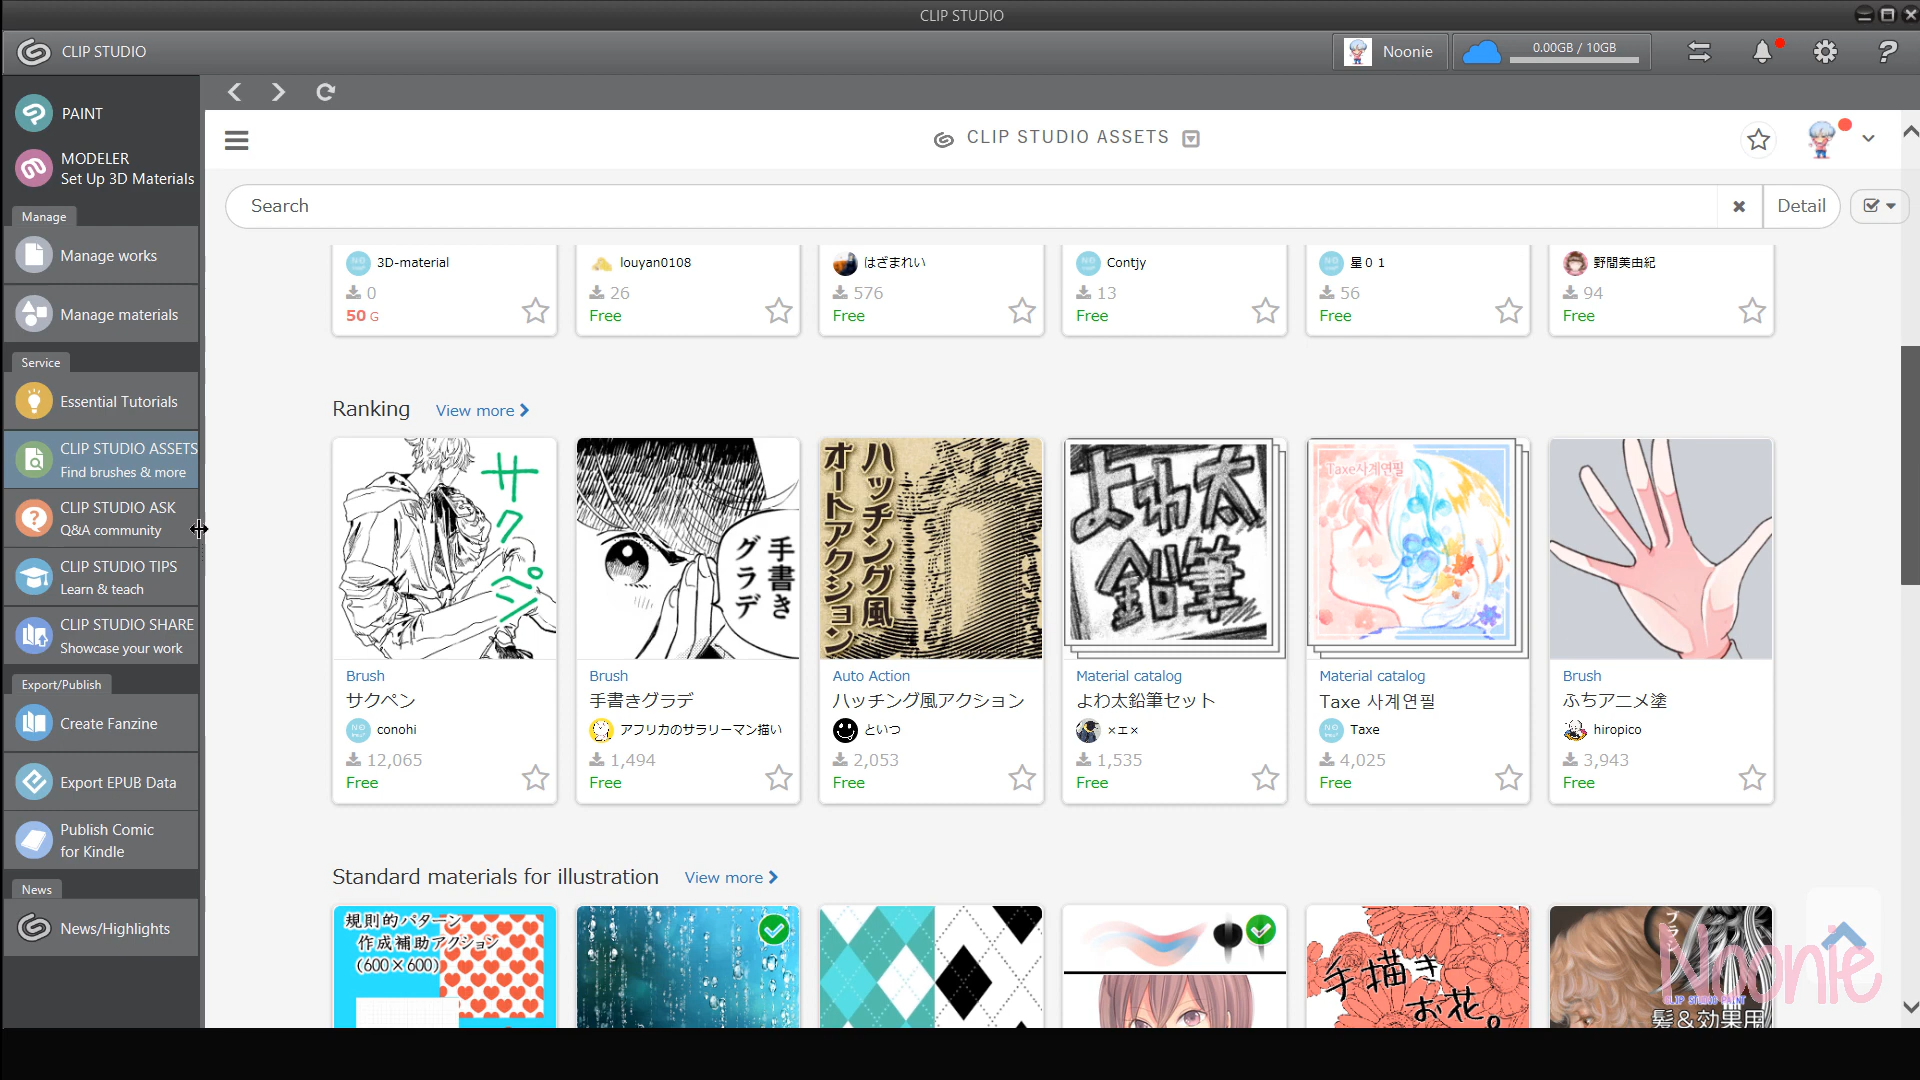 CLIP STUDIO
CLIP STUDIO
Noonie
0.00GB / 10GB
PAINT
MODELER
Set Up 3D Materials
Manage
Manage works
Manage materials
Service
Essential Tutorials
CLIP STUDIO ASSETS
Find brushes & more
CLIP STUDIO ASK
Q&A community
CLIP STUDIO TIPS
Learn & teach
CLIP STUDIO SHARE
Showcase your work
Export/Publish
Create Fanzine
Export EPUB Data
Publish Comic
for Kindle
News
News/Highlights
CLIP STUDIO ASSETS
Search
Detail
3D-material
0
50 G
louyan0108
26
Free
はざまれい
576
Free
Contjy
13
Free
星０１
56
Free
野間美由紀
94
Free
Ranking
View more
サクペン
Brush
サクペン
conohi
12,065
Free
手書き
グラデ
Brush
手書きグラデ
アフリカのサラリーマン描い
1,494
Free
ハッチング風
オートアクション
Auto Action
ハッチング風アクション
といつ
2,053
Free
よわ太
鉛筆
Material catalog
よわ太鉛筆セット
×ェ×
1,535
Free
Taxe사계연필
Material catalog
Taxe 사계연필
Taxe
4,025
Free
Brush
ふちアニメ塗
hiropico
3,943
Free
Standard materials for illustration
View more
規則的パターン
作成補助アクション
(600×600)
手描き
お花。
ブラシ
髪＆効果用
Noonie
CLIP STUDIO PAINT